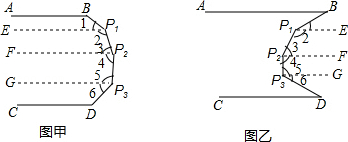 A B
E 1 P₁
2
F 3 P₂
4
G 5
6 P₃
C D
图甲
A B
P₁ E
2
P₂ 3 F
4
P₃ 5 G
6
C D
图乙